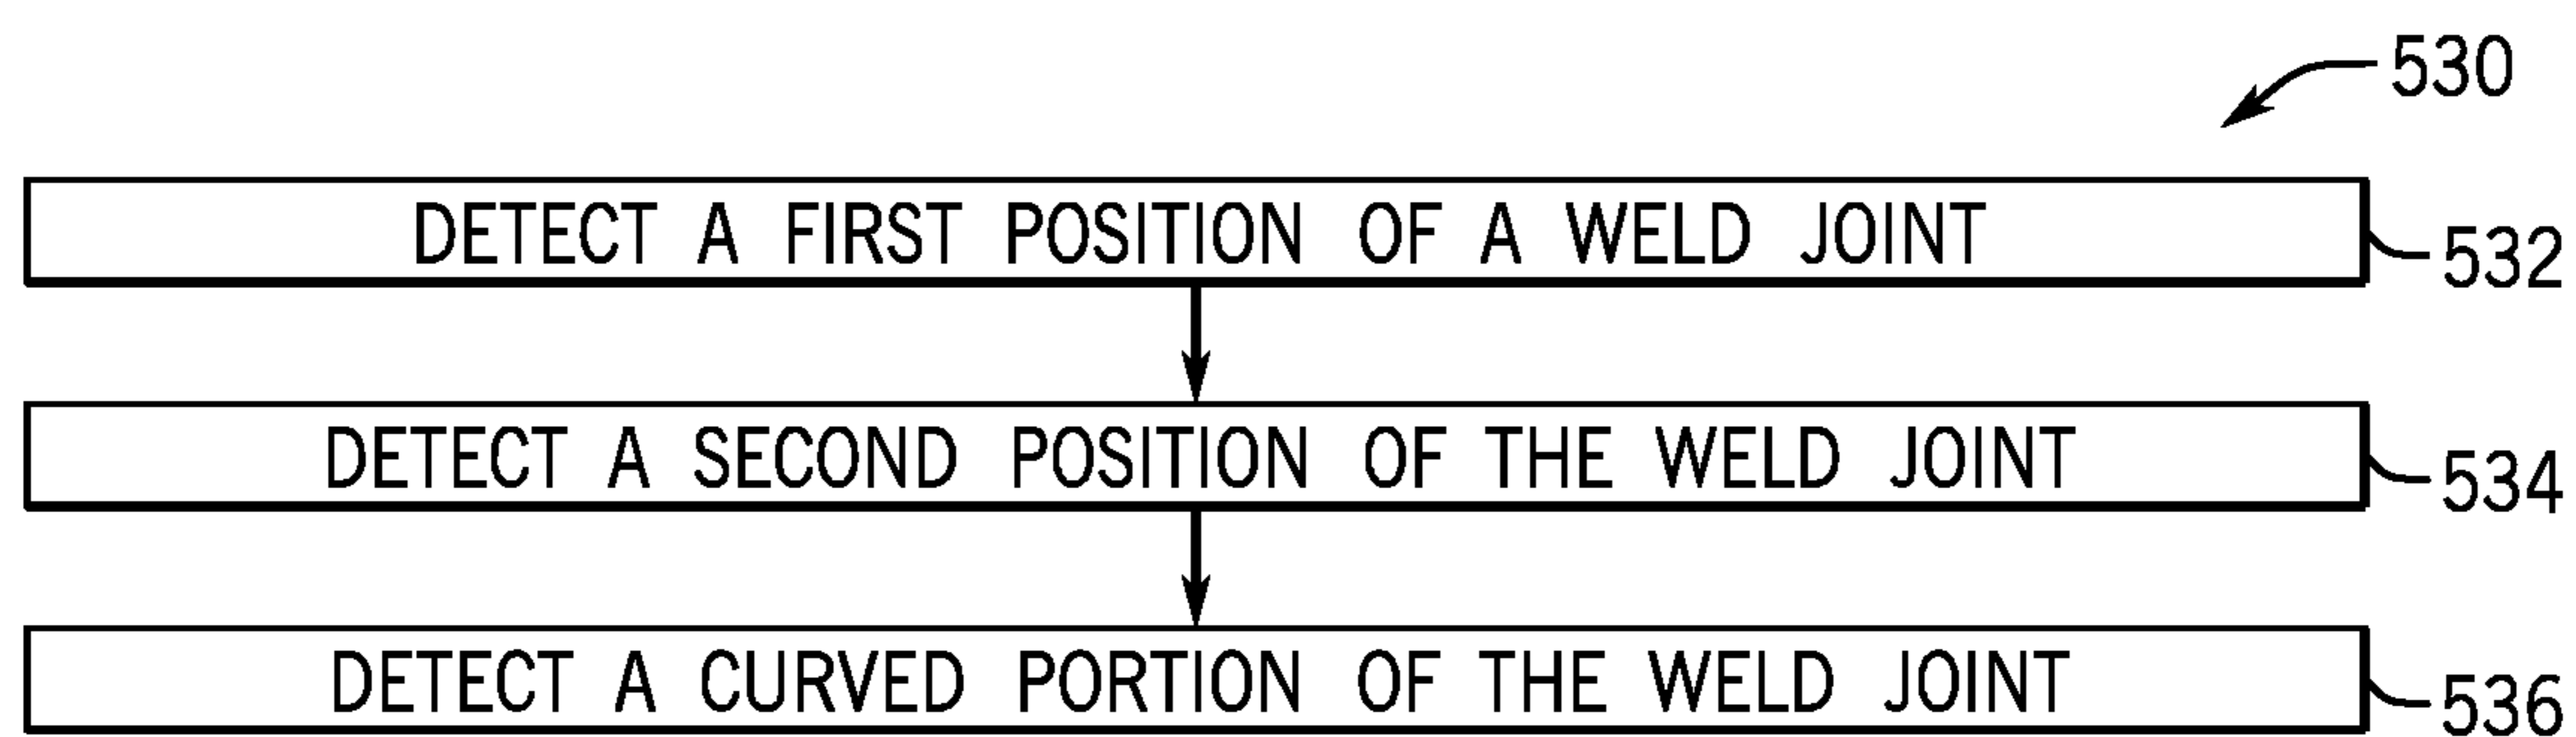 530
DETECT A FIRST POSITION OF A WELD JOINT
532
DETECT A SECOND POSITION OF THE WELD JOINT
534
DETECT A CURVED PORTION OF THE WELD JOINT
536